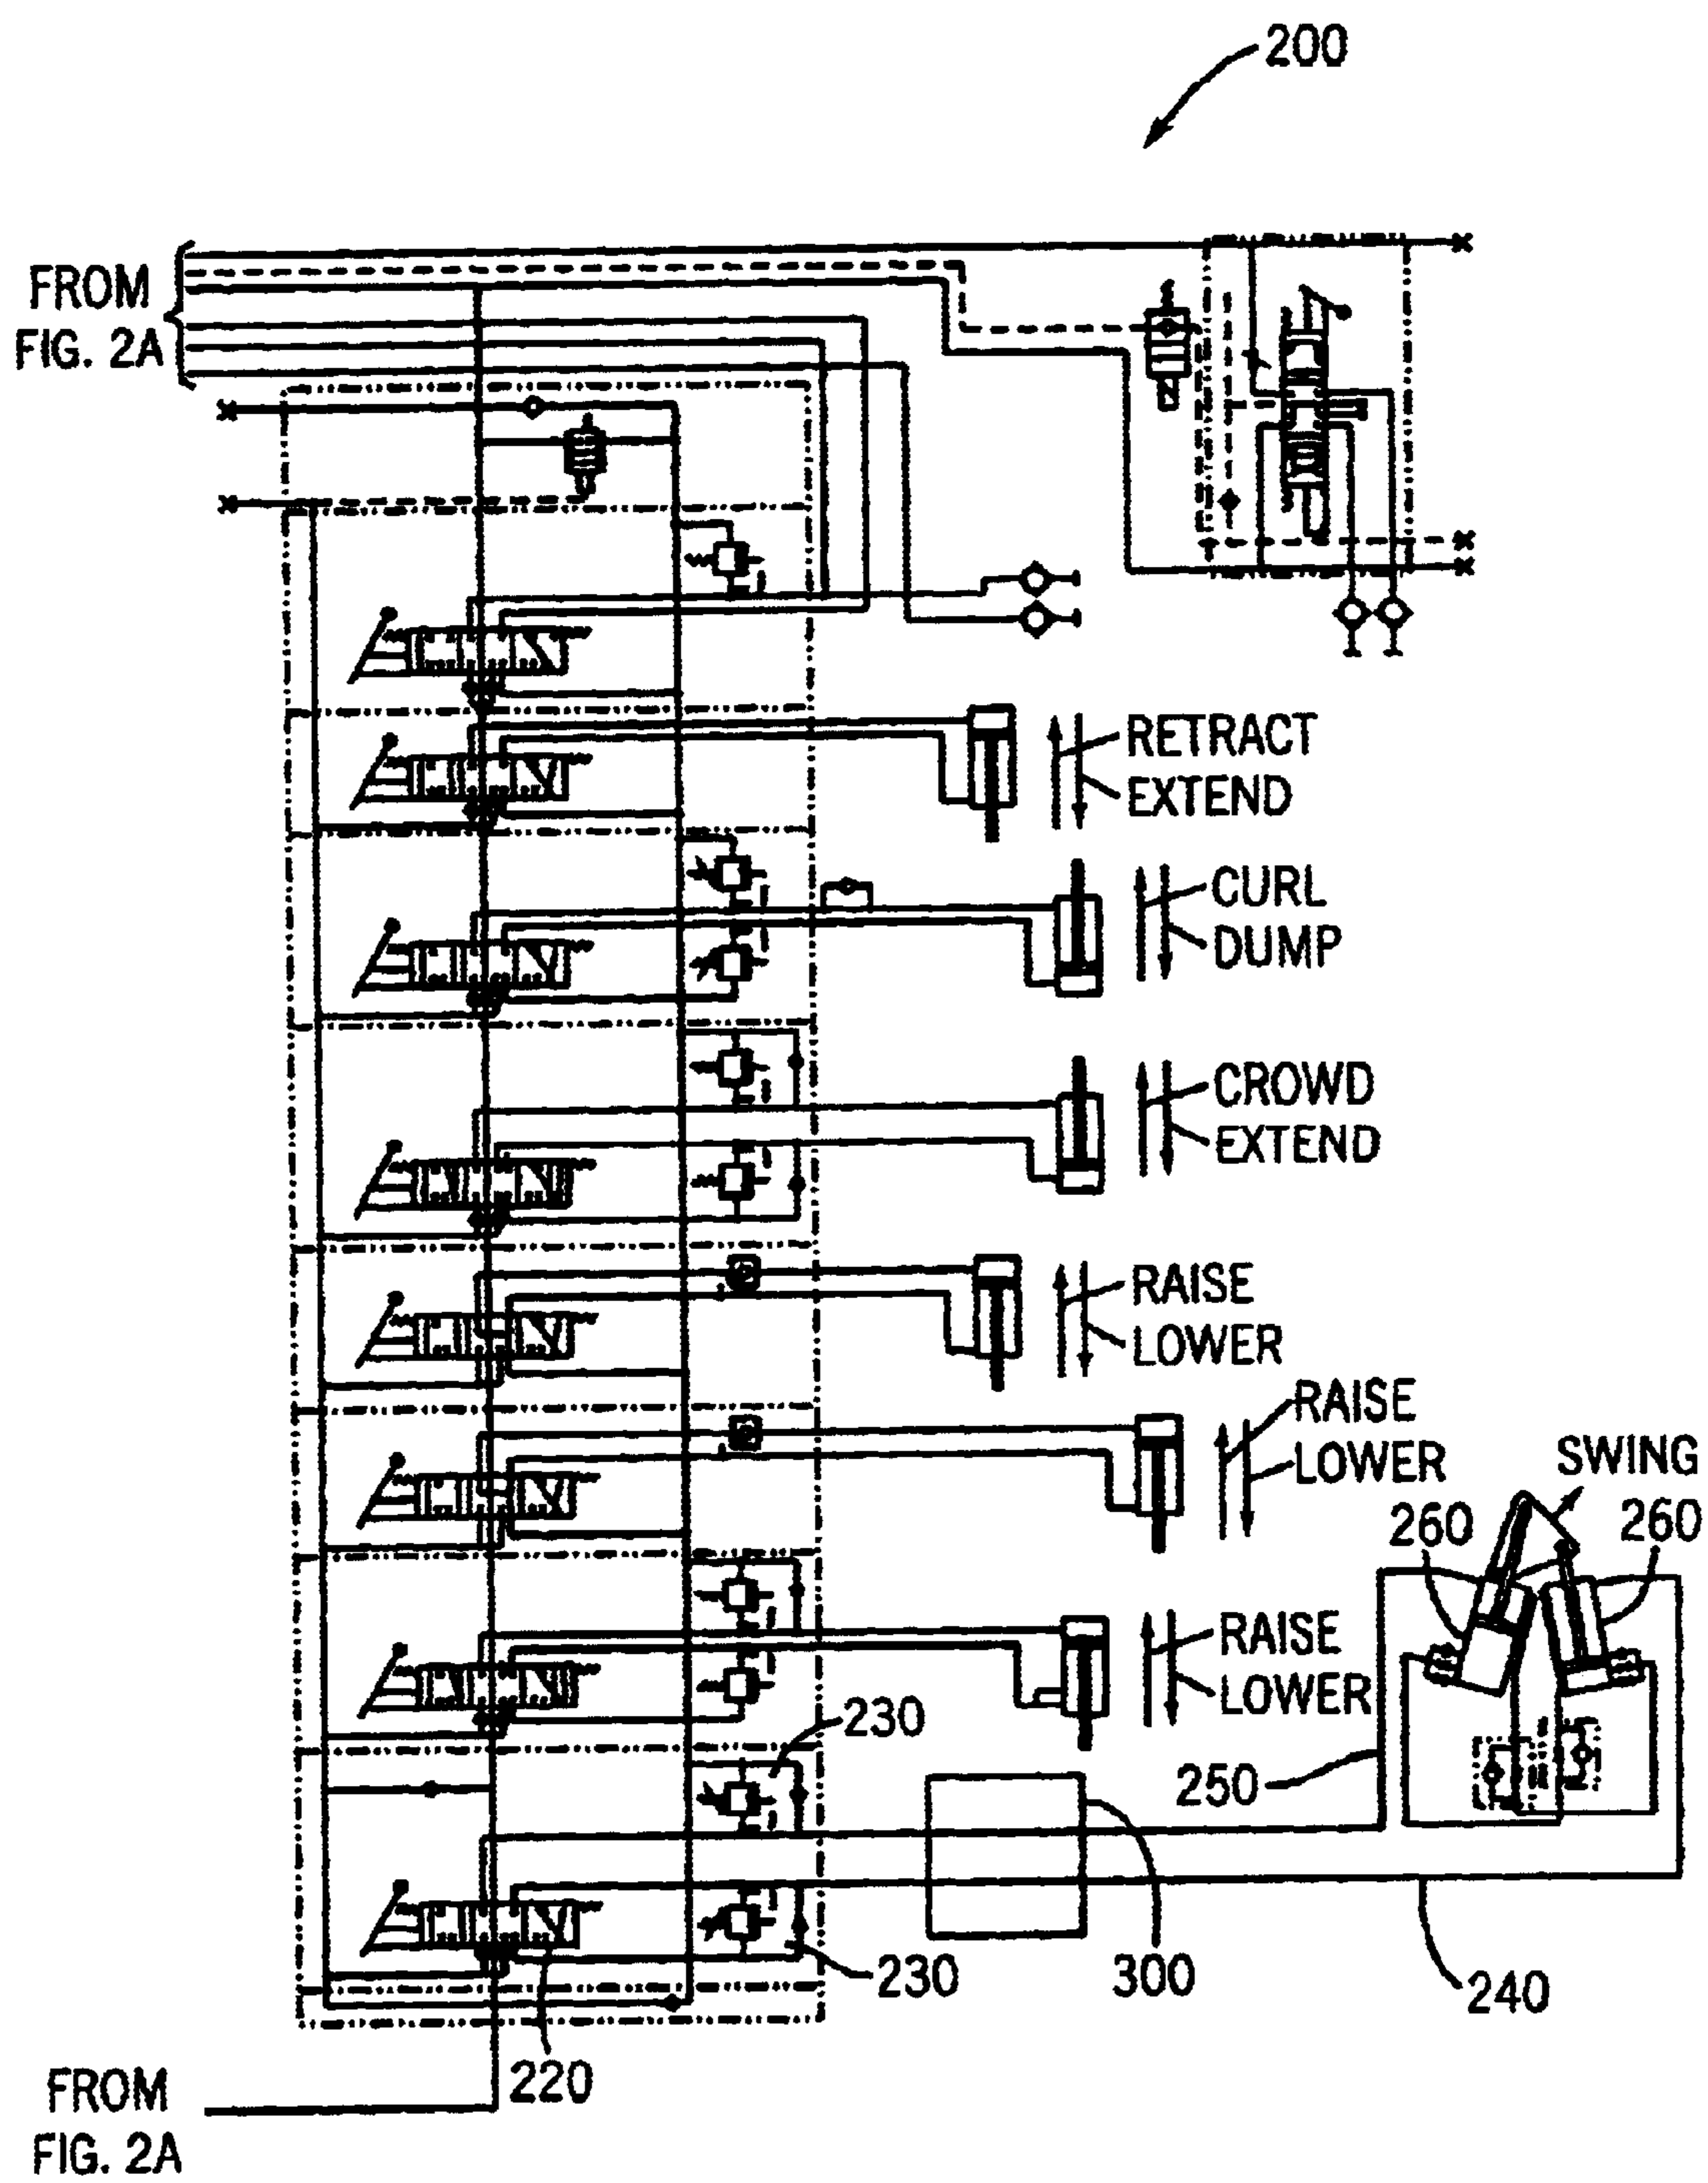 200
FROM
FIG. 2A
RETRACT
EXTEND
CURL
DUMP
CROWD
EXTEND
RAISE
LOWER
RAISE
LOWER
SWING
260
260
RAISE
LOWER
230
250
230
300
240
220
FROM
FIG. 2A